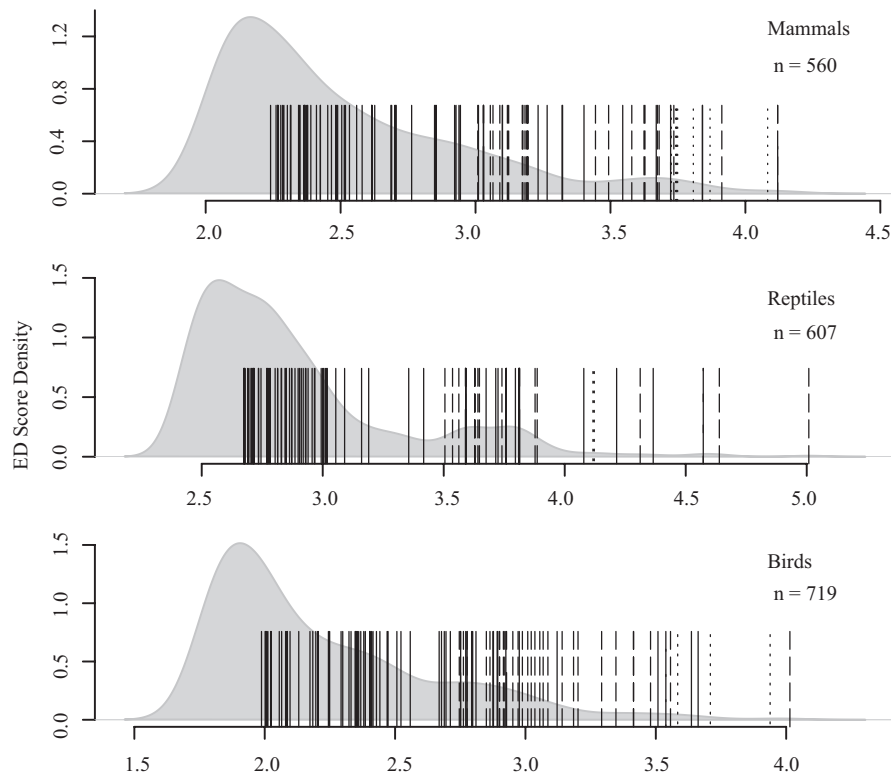 Mammals
n = 560
1.2
0.8
0.4
0.0
2.0 2.5 3.0 3.5 4.0 4.5
ED Score Density
Reptiles
n = 607
1.5
1.0
0.5
0.0
2.5 3.0 3.5 4.0 4.5 5.0
Birds
n = 719
1.5
1.0
0.5
0.0
1.5 2.0 2.5 3.0 3.5 4.0